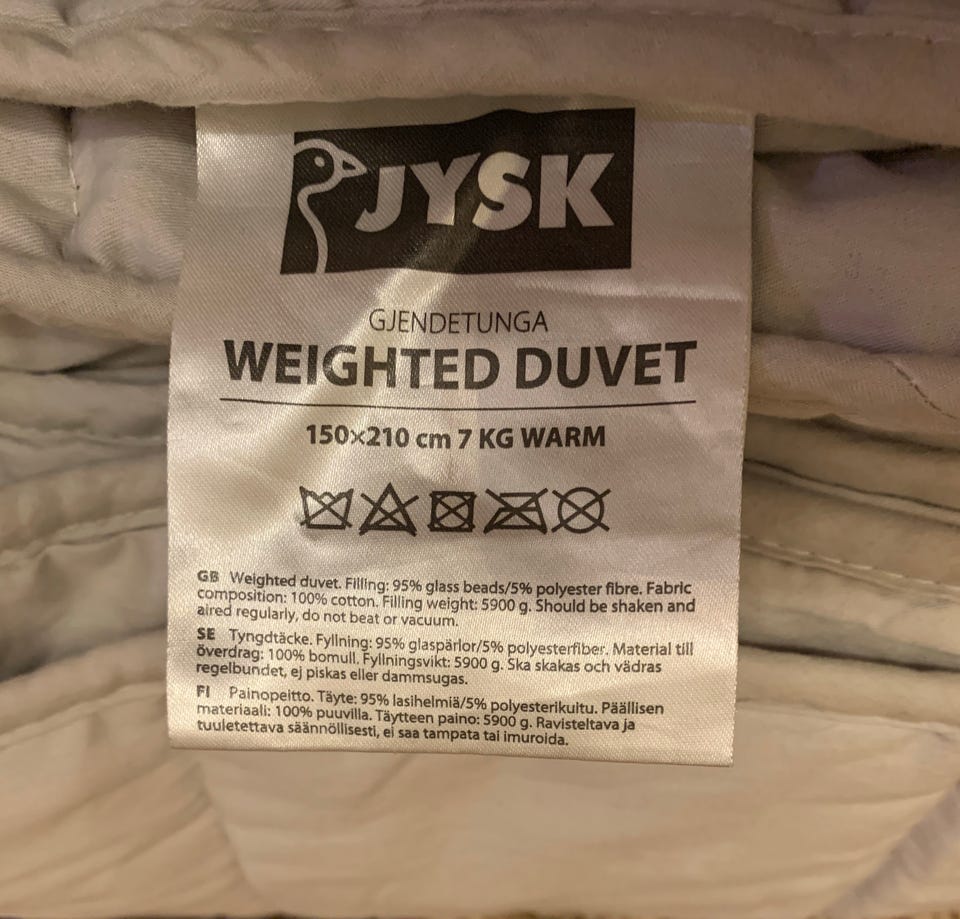 JYSK
GJENDETUNGA
WEIGHTED DUVET
150x210 cm 7 KG WARM
GB Weighted duvet. Filling: 95% glass beads/5% polyester fibre. Fabric
composition: 100% cotton. Filling weight: 5900 g. Should be shaken and
aired regularly, do not beat or vacuum.
SE Tyngdtäcke. Fyllning: 95% glaspärlor/5% polyesterfiber. Material till
överdrag: 100% bomull. Fyllningsvikt: 5900 g. Ska skakas och vädras
regelbundet, ej piskas eller dammsugas.
FI Painopeitto. Täyte: 95% lasihelmiä/5% polyesterikuitu. Päällisen
materiaali: 100% puuvilla. Täytteen paino: 5900 g. Ravisteltava ja
tuuletettava säännöllisesti, ei saa tampata tai imuroida.